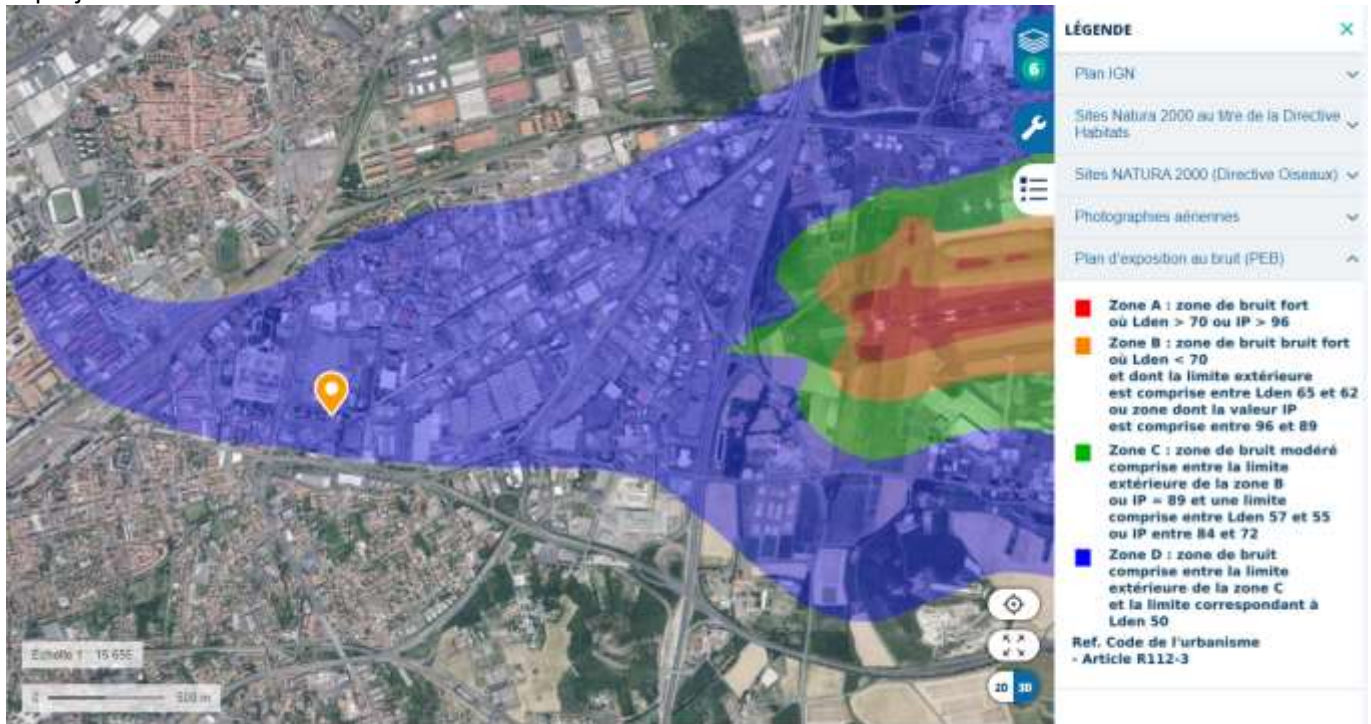 LÉGENDE
Plan IGN
Sites Natura 2000 au titre de la Directive
Habitats
Sites NATURA 2000 (Directive Oiseaux)
Photographies aériennes
Plan d'exposition au bruit (PEB)
Zone A : zone de bruit fort
où Lden > 70 ou IP > 96
Zone B : zone de bruit bruit fort
où Lden < 70
et dont la limite extérieure
est comprise entre Lden 65 et 62
ou zone dont la valeur IP
est comprise entre 96 et 89
Zone C : zone de bruit modéré
comprise entre la limite
extérieure de la zone B
ou IP = 89 et une limite
comprise entre Lden 57 et 55
ou IP entre 84 et 72
Zone D : zone de bruit
comprise entre la limite
extérieure de la zone C
et la limite correspondant à
Lden 50
Ref. Code de l'urbanisme
- Article R112-3
6
Echelle 1 : 15 656
0 500 m
2D 3D